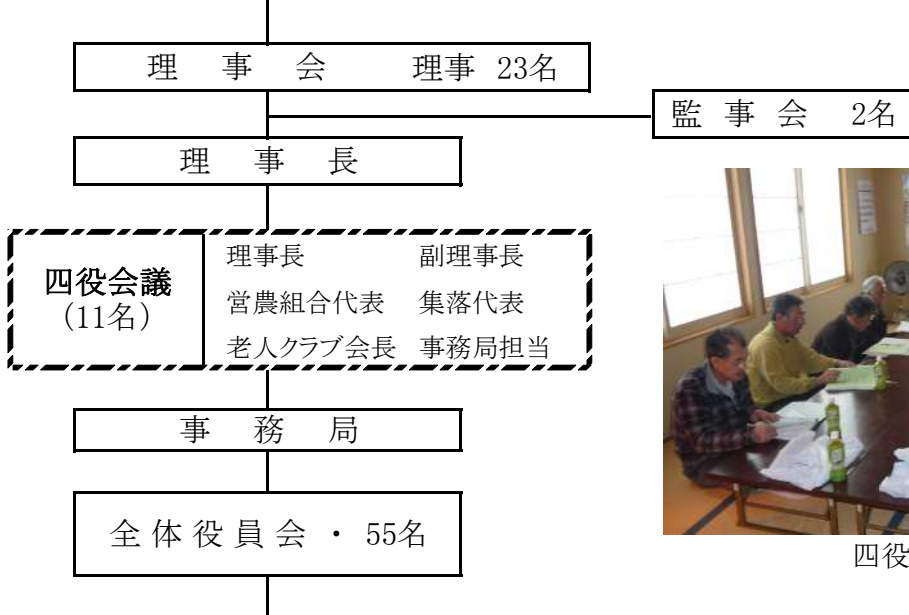 理事会 理事 23名
監事会 2名
理事長
四役会議
(11名)
理事長 副理事長
営農組合代表 集落代表
老人クラブ会長 事務局担当
事務局
全体役員会・55名
四役